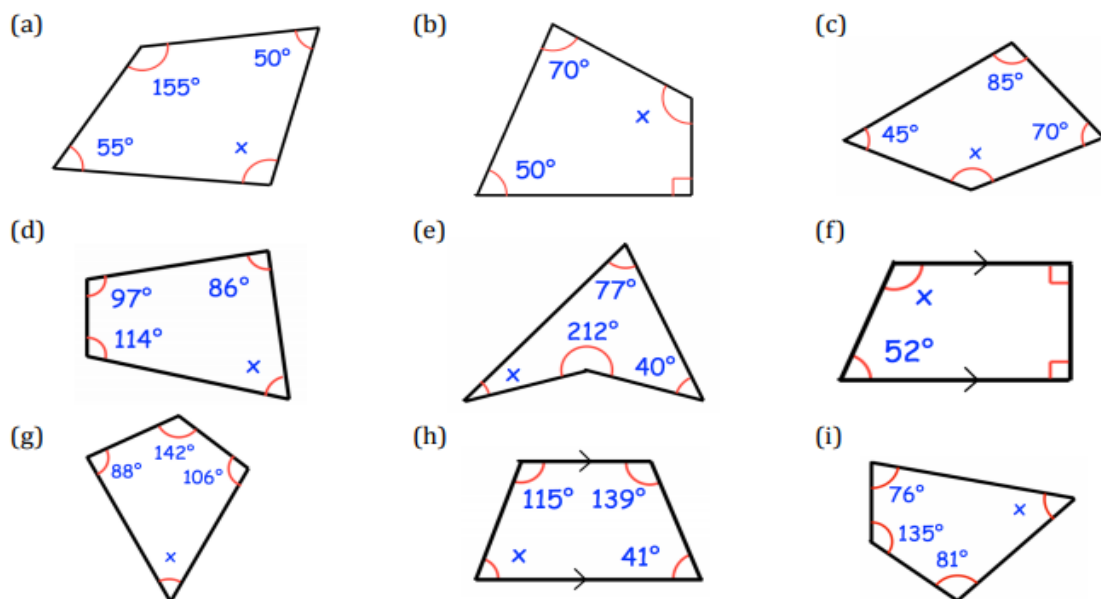 (a)
50°
155°
55°
x
(b)
70°
x
50°
(c)
85°
45°
70°
x
(d)
97°
86°
114°
x
(e)
77°
212°
x
40°
(f)
x
52°
(g)
142°
88°
106°
x
(h)
115°
139°
x
41°
(i)
76°
x
135°
81°